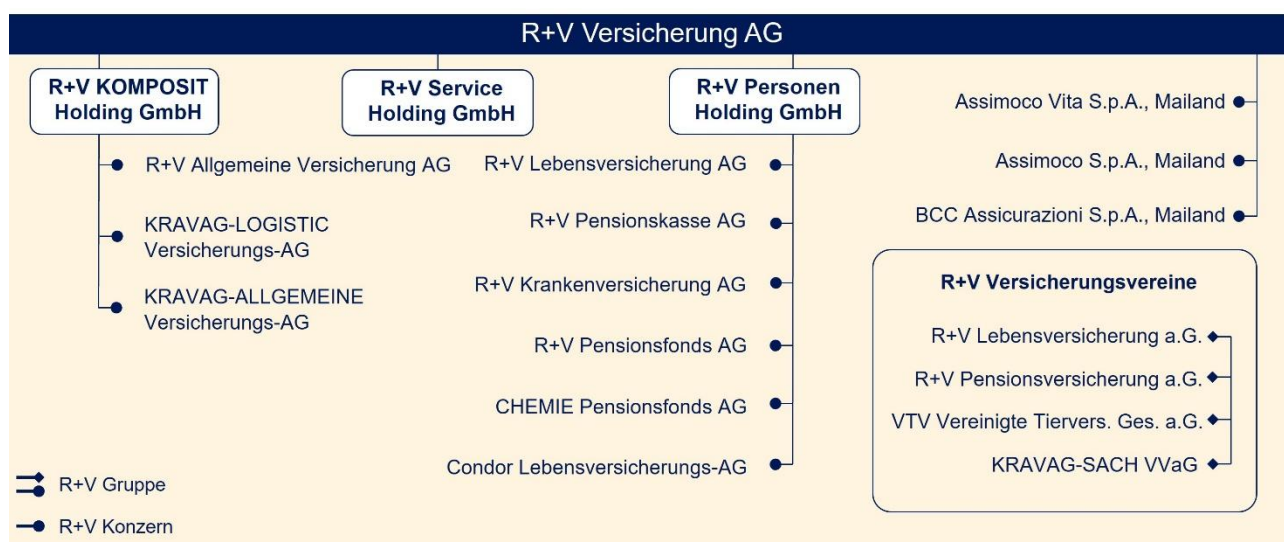 R+V Versicherung AG
R+V KOMPOSIT
Holding GmbH
R+V Allgemeine Versicherung AG
KRAVAG-LOGISTIC
Versicherungs-AG
KRAVAG-ALLGEMEINE
Versicherungs-AG
R+V Service
Holding GmbH
R+V Personen
Holding GmbH
R+V Lebensversicherung AG
R+V Pensionskasse AG
R+V Krankenversicherung AG
R+V Pensionsfonds AG
CHEMIE Pensionsfonds AG
Condor Lebensversicherungs-AG
Assimoco Vita S.p.A., Mailand
Assimoco S.p.A., Mailand
BCC Assicurazioni S.p.A., Mailand
R+V Versicherungsvereine
R+V Lebensversicherung a.G.
R+V Pensionsversicherung a.G.
VTV Vereinigte Tiervers. Ges. a.G.
KRAVAG-SACH VVaG
R+V Gruppe
R+V Konzern